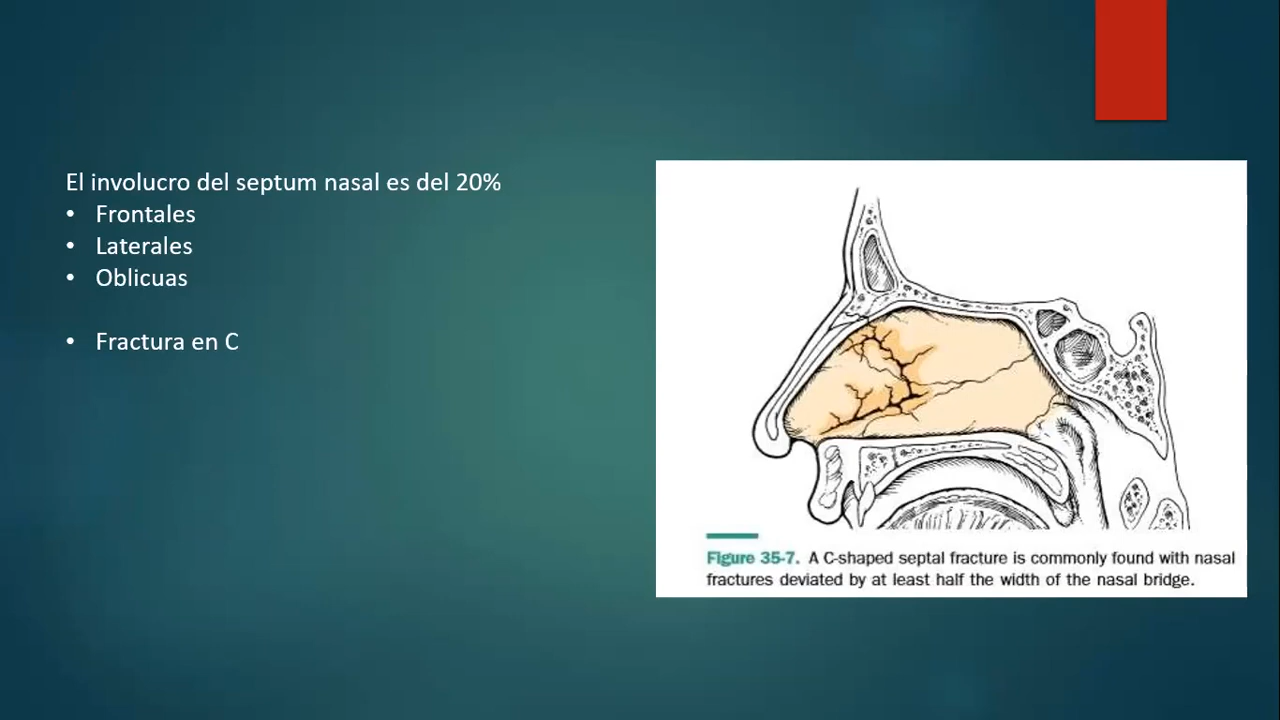 El involucro del septum nasal es del 20%
• Frontales
• Laterales
• Oblicuas
• Fractura en C
Figure 35-7. A C-shaped septal fracture is commonly found with nasal
fractures deviated by at least half the width of the nasal bridge.